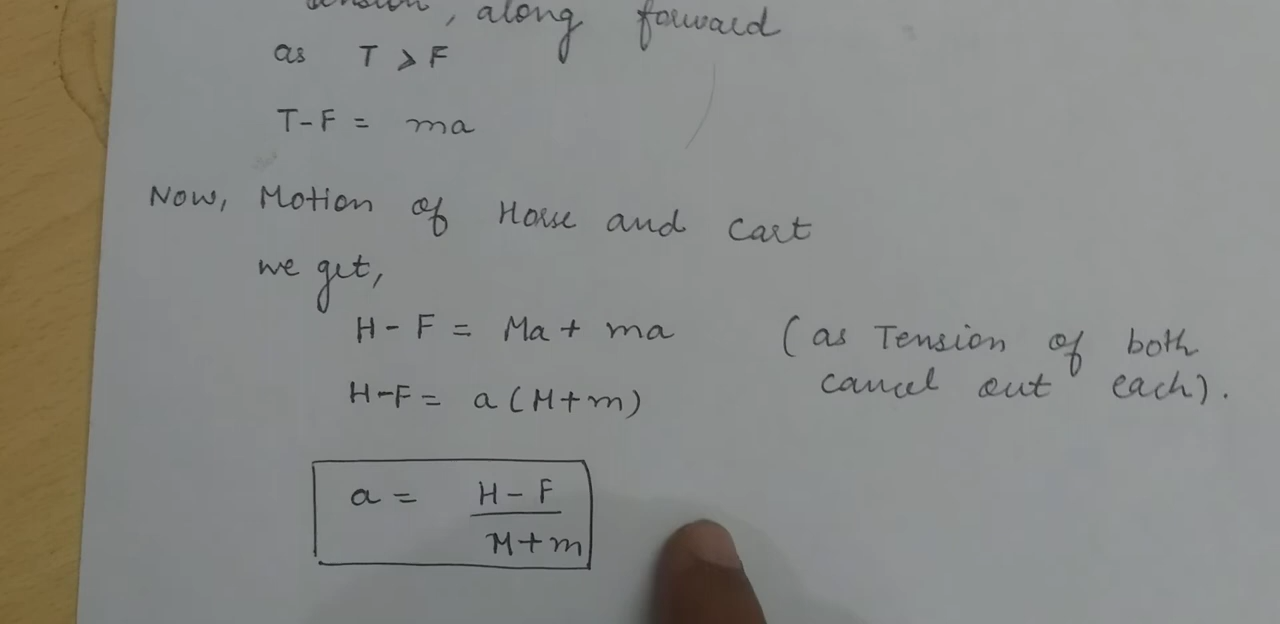 tension, along forward
as T > F
T-F = ma
Now, Motion of Horse and Cart
we get,
H - F = Ma + ma (as Tension of both
cancel out each).
H-F = a (M+m)
a = H - F
M+m